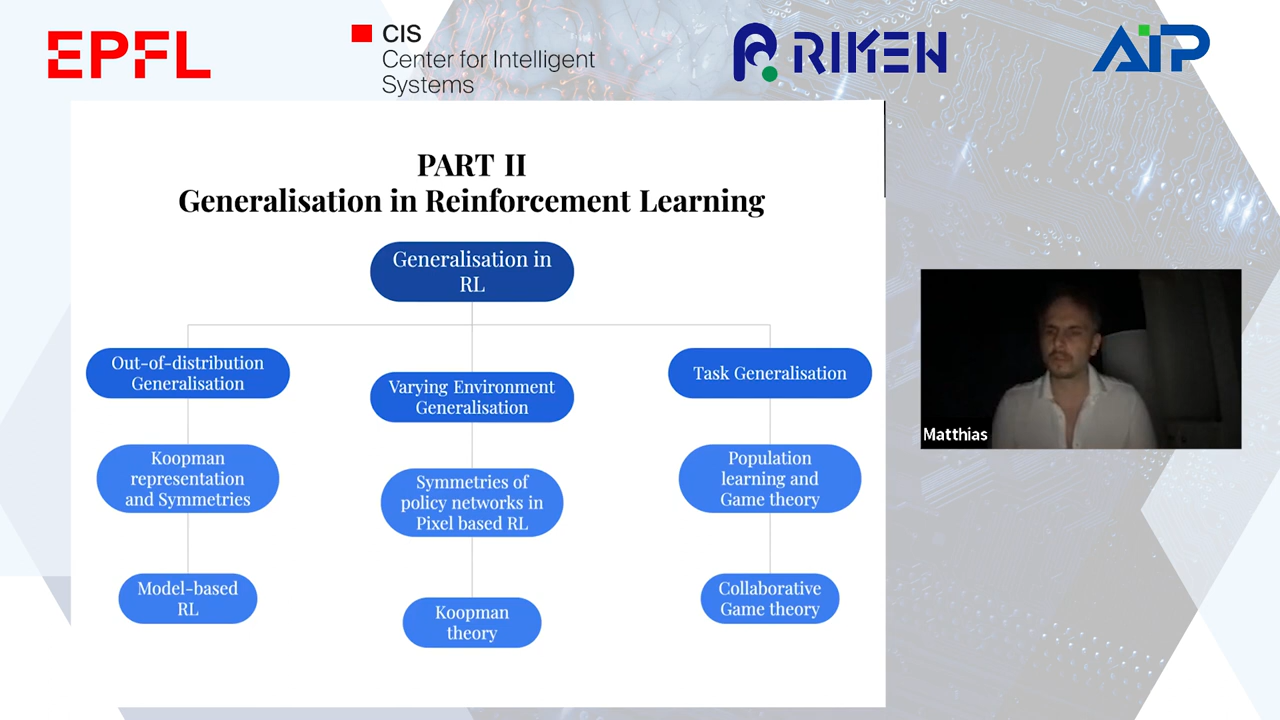 EPFL
CIS
Center for Intelligent
Systems
RIKEN
AIP
PART II
Generalisation in Reinforcement Learning
Generalisation in
RL
Out-of-distribution
Generalisation
Varying Environment
Generalisation
Task Generalisation
Koopman
representation
and Symmetries
Symmetries of
policy networks in
Pixel based RL
Population
learning and
Game theory
Model-based
RL
Koopman
theory
Collaborative
Game theory
Matthias